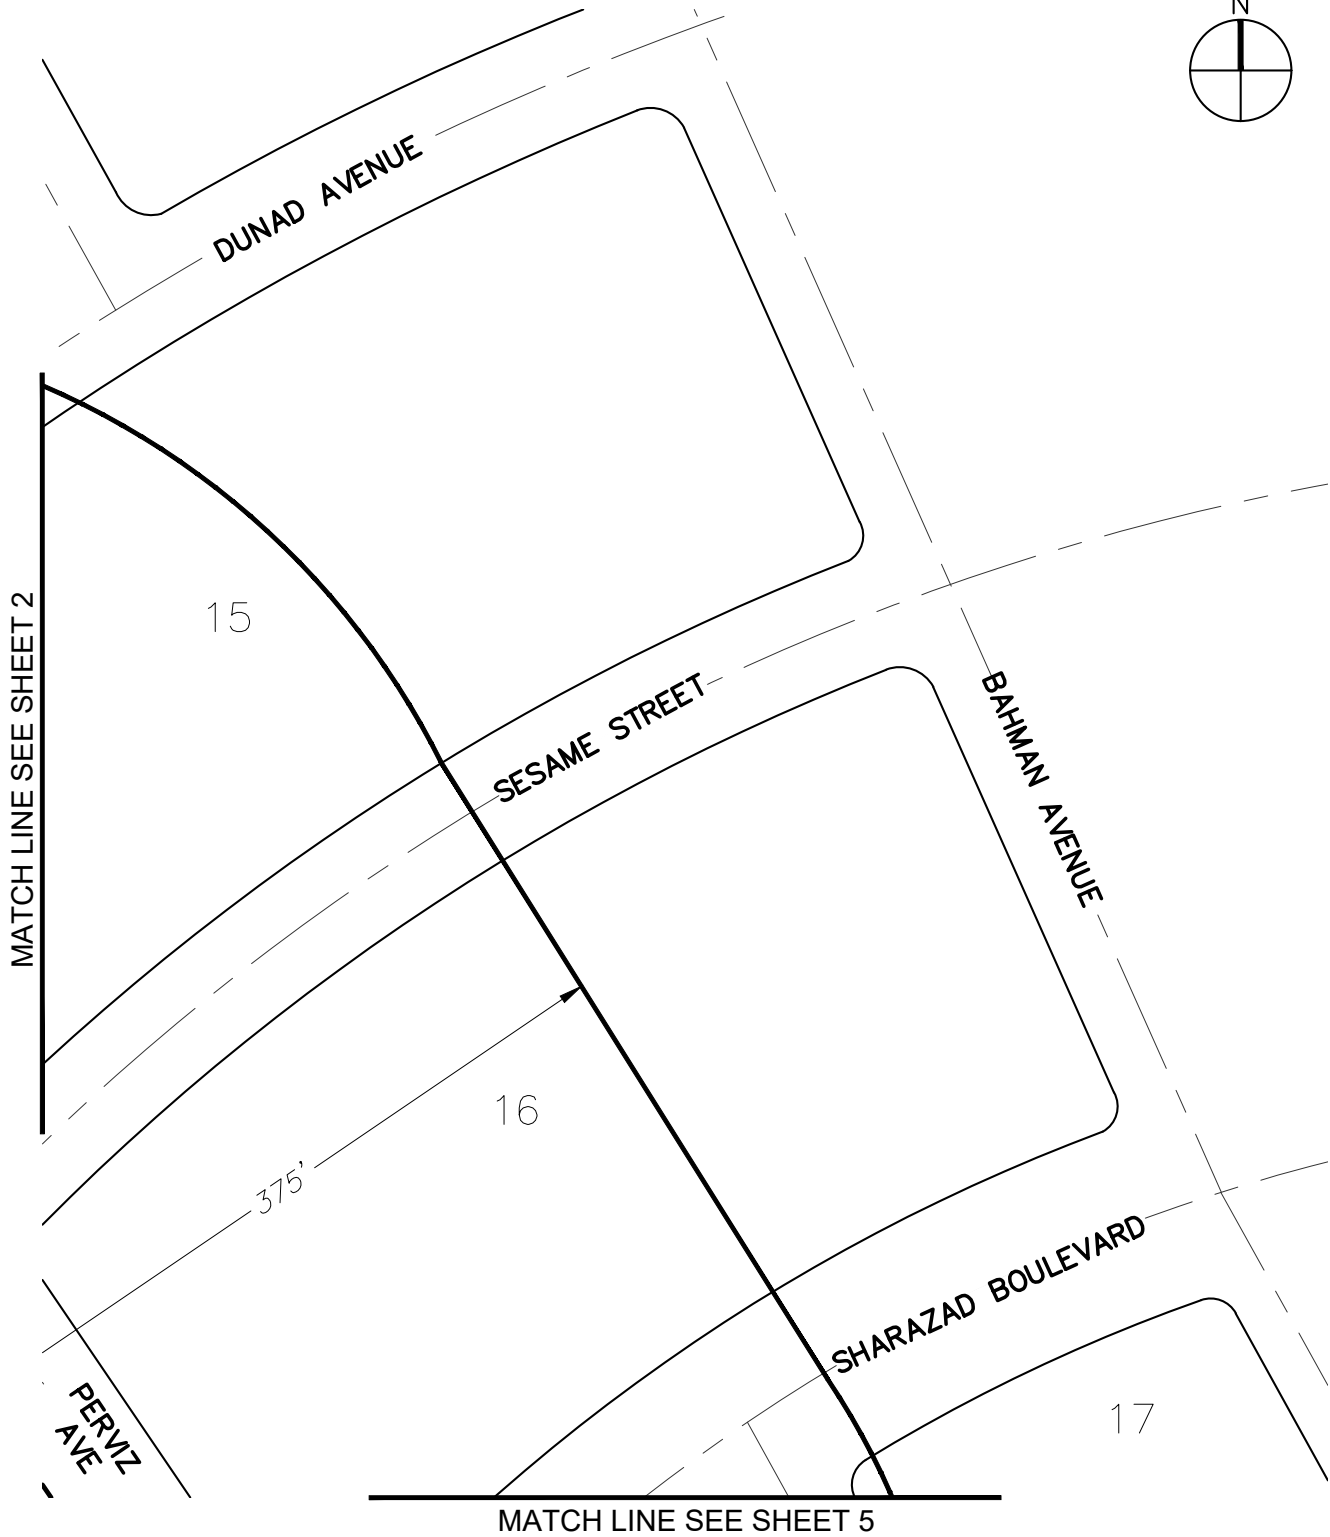 N
DUNAD AVENUE
15
MATCH LINE SEE SHEET 2
SESAME STREET
BAHMAN AVENUE
16
375'
SHARAZAD BOULEVARD
PERVIZ
AVE
17
MATCH LINE SEE SHEET 5